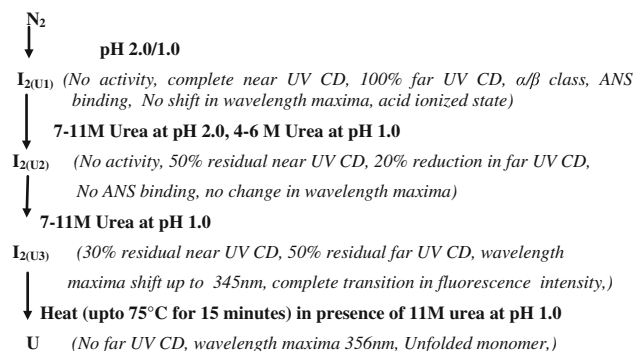 N₂
pH 2.0/1.0
I₂₍U1₎ (No activity, complete near UV CD, 100% far UV CD, α/β class, ANS
binding, No shift in wavelength maxima, acid ionized state)
7-11M Urea at pH 2.0, 4-6 M Urea at pH 1.0
I₂₍U2₎ (No activity, 50% residual near UV CD, 20% reduction in far UV CD,
No ANS binding, no change in wavelength maxima)
7-11M Urea at pH 1.0
I₂₍U3₎ (30% residual near UV CD, 50% residual far UV CD, wavelength
maxima shift up to 345nm, complete transition in fluorescence intensity,)
Heat (upto 75°C for 15 minutes) in presence of 11M urea at pH 1.0
U (No far UV CD, wavelength maxima 356nm, Unfolded monomer,)